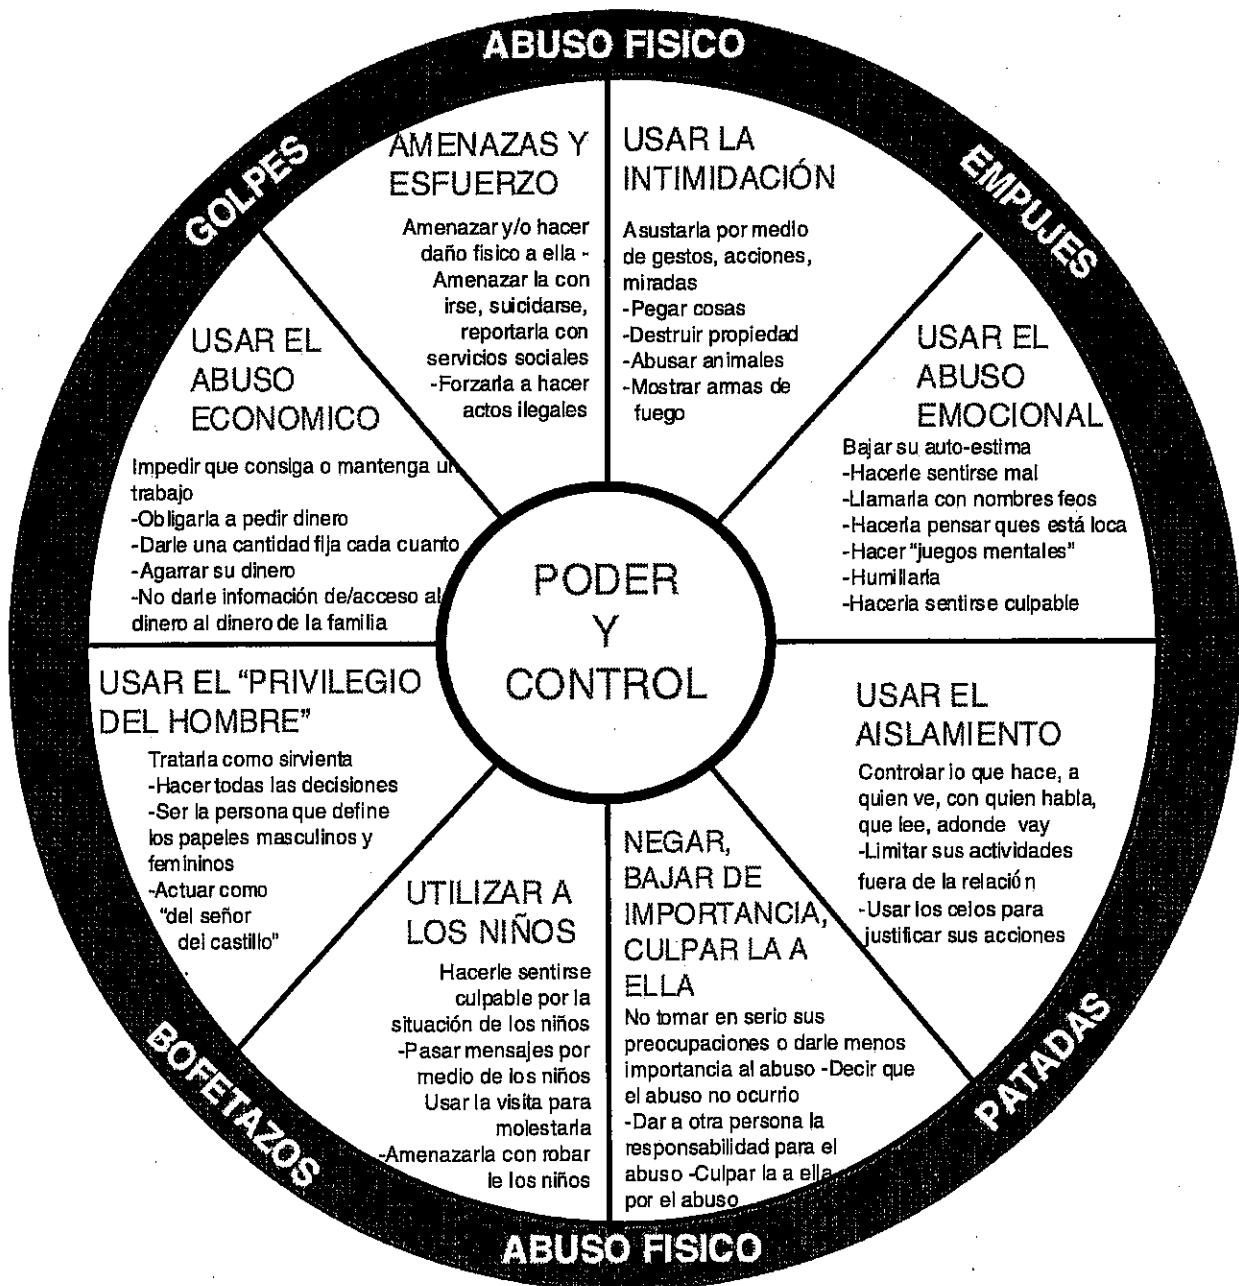 ABUSO FISICO
GOLPES
EMPUJES
AMENAZAS Y
ESFUERZO
Amenazar y/o hacer
daño fisico a ella -
Amenazar la con
irse, suicidarse,
reportarla con
servicios sociales
-Forzarla a hacer
actos ilegales
USAR LA
INTIMIDACIÓN
Asustarla por medio
de gestos, acciones,
miradas
-Pegar cosas
-Destruir propiedad
-Abusar animales
-Mostrar armas de
fuego
USAR EL
ABUSO
ECONOMICO
Impedir que consiga o mantenga un
trabajo
-Obligarla a pedir dinero
-Darle una cantidad fija cada cuanto
-Agarrar su dinero
-No darle infomación de/acceso al
dinero al dinero de la familia
USAR EL
ABUSO
EMOCIONAL
Bajar su auto-estima
-Hacerle sentirse mal
-Llamarla con nombres feos
-Hacerla pensar ques está loca
-Hacer "juegos mentales"
-Humillarla
-Hacerla sentirse culpable
PODER
Y
CONTROL
USAR EL "PRIVILEGIO
DEL HOMBRE"
Tratarla como sirvienta
-Hacer todas las decisiones
-Ser la persona que define
los papeles masculinos y
femininos
-Actuar como
"del señor
del castillo"
USAR EL
AISLAMIENTO
Controlar lo que hace, a
quien ve, con quien habla,
que lee, adonde vay
-Limitar sus actividades
fuera de la relación
-Usar los celos para
justificar sus acciones
UTILIZAR A
LOS NIÑOS
Hacerle sentirse
culpable por la
situación de los niños
-Pasar mensajes por
medio de los niños
Usar la visita para
molestarla
-Amenazarla con robar
le los niños
NEGAR,
BAJAR DE
IMPORTANCIA,
CULPAR LA A
ELLA
No tomar en serio sus
preocupaciones o darle menos
importancia al abuso -Decir que
el abuso no ocurrio
-Dar a otra persona la
responsabilidad para el
abuso -Culpar la a ella
por el abuso
BOFETAZOS
PATADAS
ABUSO FISICO